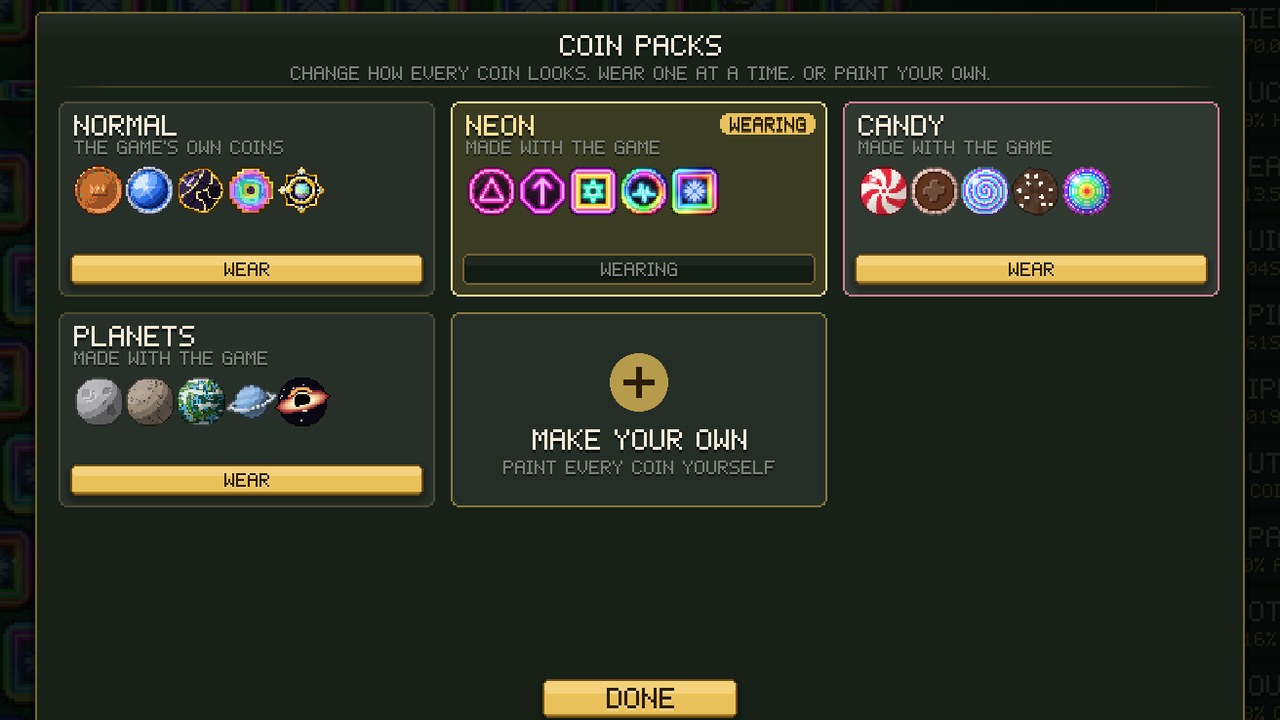 COIN PACKS
CHANGE HOW EVERY COIN LOOKS. WEAR ONE AT A TIME, OR PAINT YOUR OWN.
NORMAL
THE GAME'S OWN COINS
WEAR
NEON
WEARING
MADE WITH THE GAME
WEARING
CANDY
MADE WITH THE GAME
WEAR
PLANETS
MADE WITH THE GAME
WEAR
MAKE YOUR OWN
PAINT EVERY COIN YOURSELF
DONE